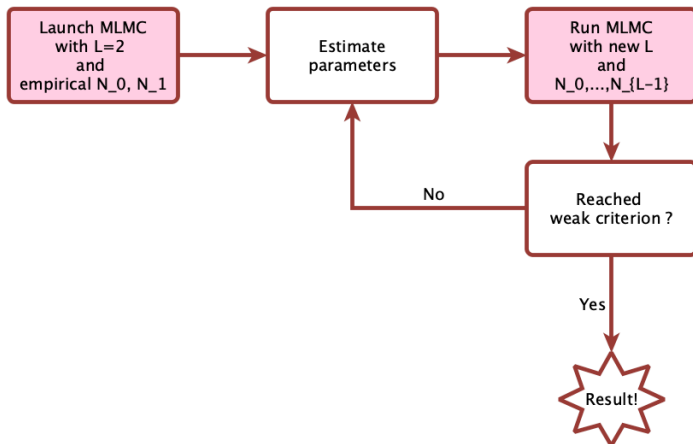 Launch MLMC
with L=2
and
empirical N_0, N_1
Estimate
parameters
Run MLMC
with new L
and
N_0,...,N_{L-1}
Reached
weak criterion ?
No
Yes
Result!